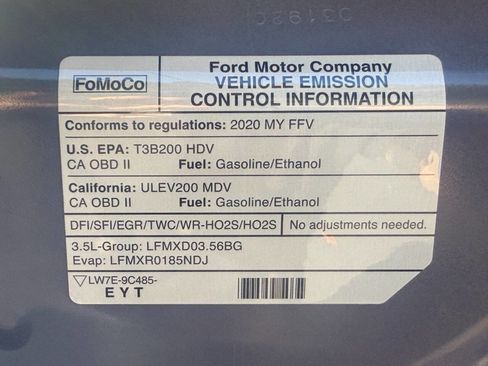 FoMoCo
Ford Motor Company
VEHICLE EMISSION
CONTROL INFORMATION
Conforms to regulations: 2020 MY FFV
U.S. EPA: T3B200 HDV
CA OBD II Fuel: Gasoline/Ethanol
California: ULEV200 MDV
CA OBD II Fuel: Gasoline/Ethanol
DFI/SFI/EGR/TWC/WR-HO2S/HO2S No adjustments needed.
3.5L-Group: LFMXD03.56BG
Evap: LFMXR0185NDJ
LW7E-9C485-
E Y T